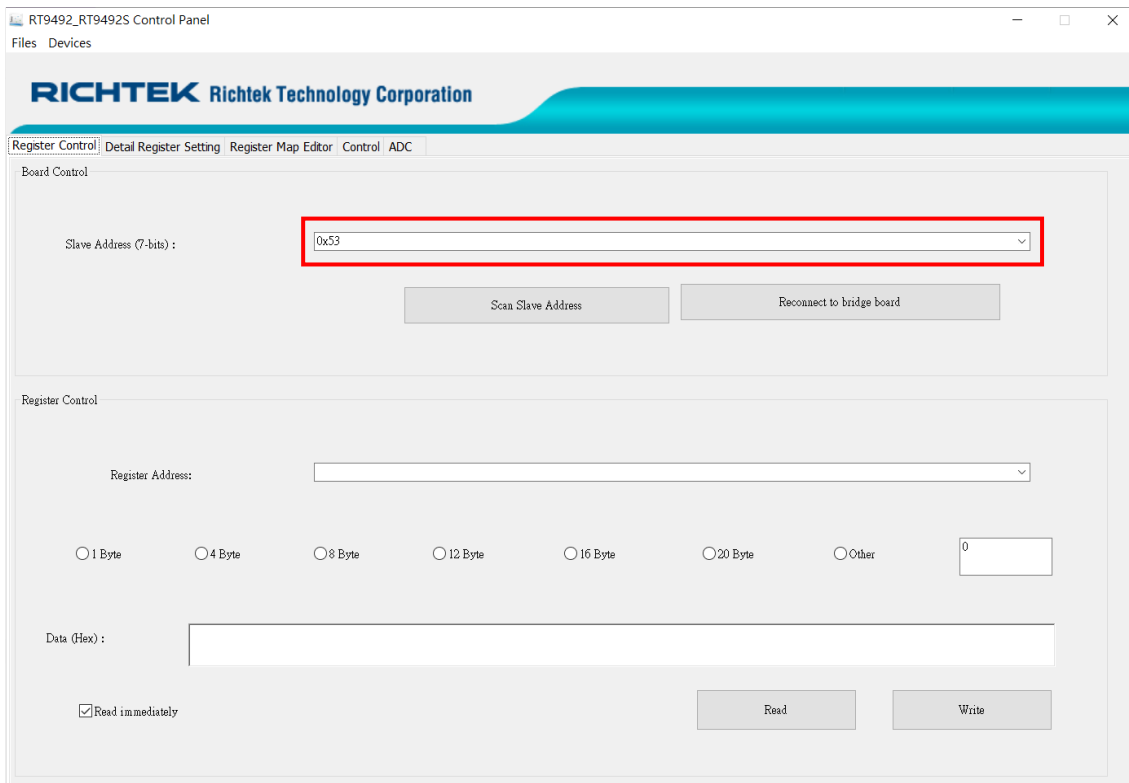 RT9492_RT9492S Control Panel
Files Devices
RICHTEK Richtek Technology Corporation
Register Control Detail Register Setting Register Map Editor Control ADC
Board Control
Slave Address (7-bits) : 0x53
Scan Slave Address Reconnect to bridge board
Register Control
Register Address:
1 Byte 4 Byte 8 Byte 12 Byte 16 Byte 20 Byte Other 0
Data (Hex) :
Read immediately Read Write